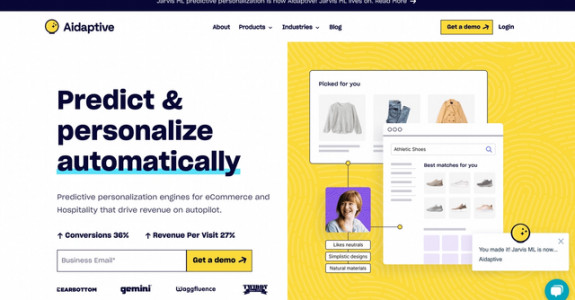 Jarvis ML predictive personalization is now Aidaptive! Jarvis ML lives on. Read More →
Aidaptive
About Products Industries Blog
Get a demo Login
Predict &
personalize
automatically
Predictive personalization engines for eCommerce and
Hospitality that drive revenue on autopilot.
↑ Conversions 36% ↑ Revenue Per Visit 27%
Business Email*
Get a demo
BEARBOTTOM gemini Waggfluence THIRDY
Picked for you
Athletic Shoes
Best matches for you
Likes neutrals
Simplistic designs
Natural materials
You made it! Jarvis ML is now...
Aidaptive